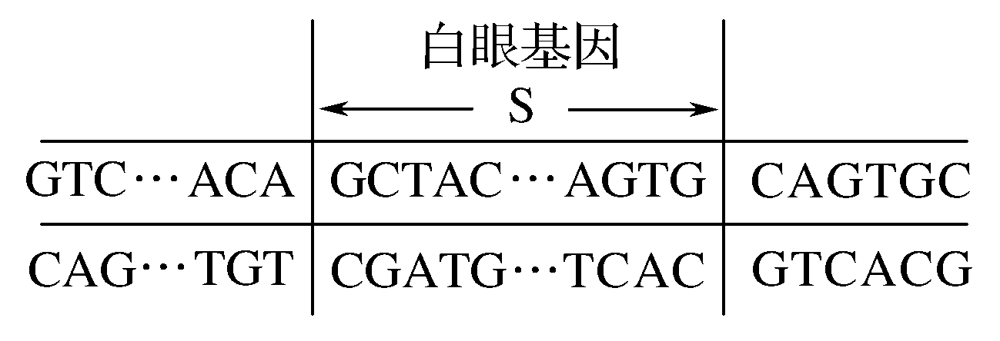 白眼基因
S
GTC…ACA GCTAC…AGTG CAGTGC
CAG…TGT CGATG…TCAC GTCACG